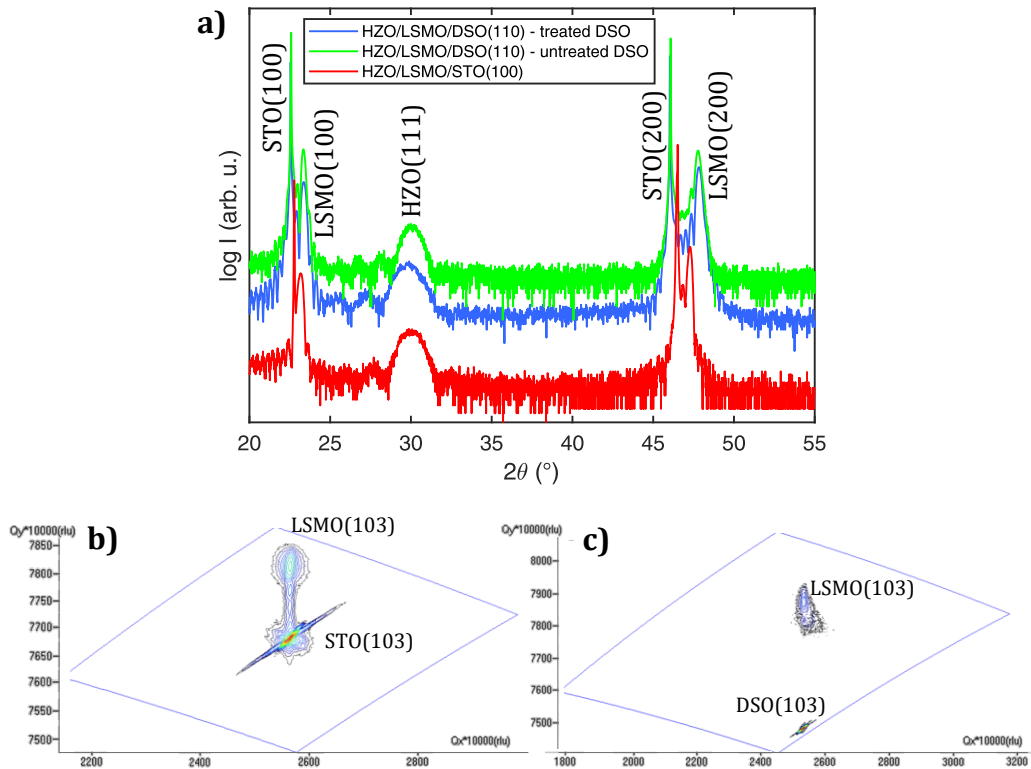 a)
HZO/LSMO/DSO(110) - treated DSO
HZO/LSMO/DSO(110) - untreated DSO
HZO/LSMO/STO(100)
STO(100)
LSMO(100)
HZO(111)
STO(200)
LSMO(200)
log I (arb. u.)
20 25 30 35 40 45 50 55
2θ (°)
b)
Qy*10000(rlu)
LSMO(103)
STO(103)
7850
7800
7750
7700
7650
7600
7550
7500
Qx*10000(rlu)
2200 2400 2600 2800
c)
Qy*10000(rlu)
LSMO(103)
DSO(103)
8000
7900
7800
7700
7600
7500
Qx*10000(rlu)
1800 2000 2200 2400 2600 2800 3000 3200